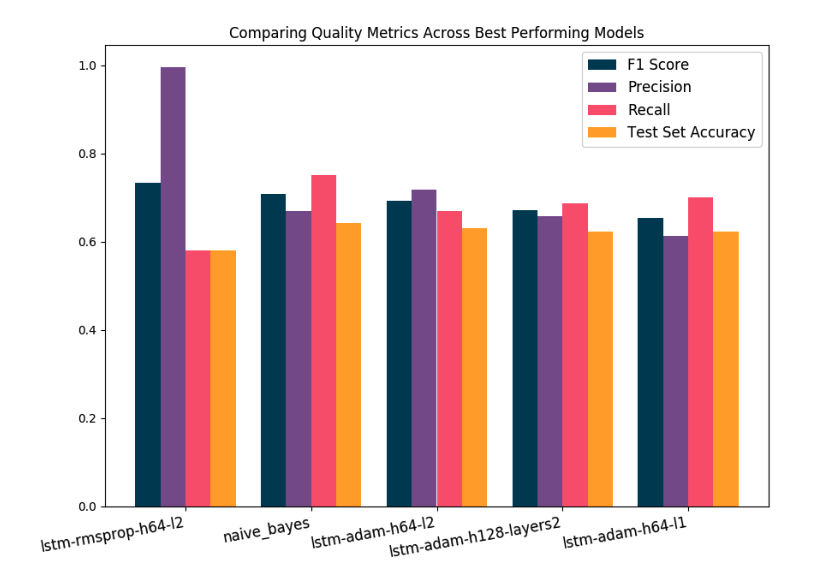 Comparing Quality Metrics Across Best Performing Models
F1 Score
Precision
Recall
Test Set Accuracy
1.0
0.8
0.6
0.4
0.2
0.0
lstm-rmsprop-h64-l2
naive_bayes
lstm-adam-h64-l2
lstm-adam-h128-layers2
lstm-adam-h64-l1